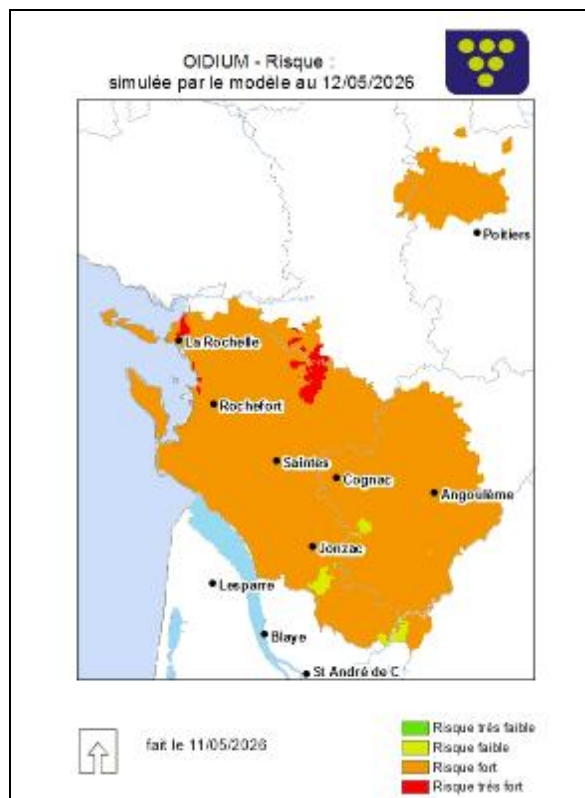 OIDIUM - Risque :
simulée par le modèle au 12/05/2026
Poitiers
La Rochelle
Rochefort
Saintes
Cognac
Angoulême
Jonzac
Lesparre
Blaye
St André de C
fait le 11/05/2026
Risque très faible
Risque faible
Risque fort
Risque très fort